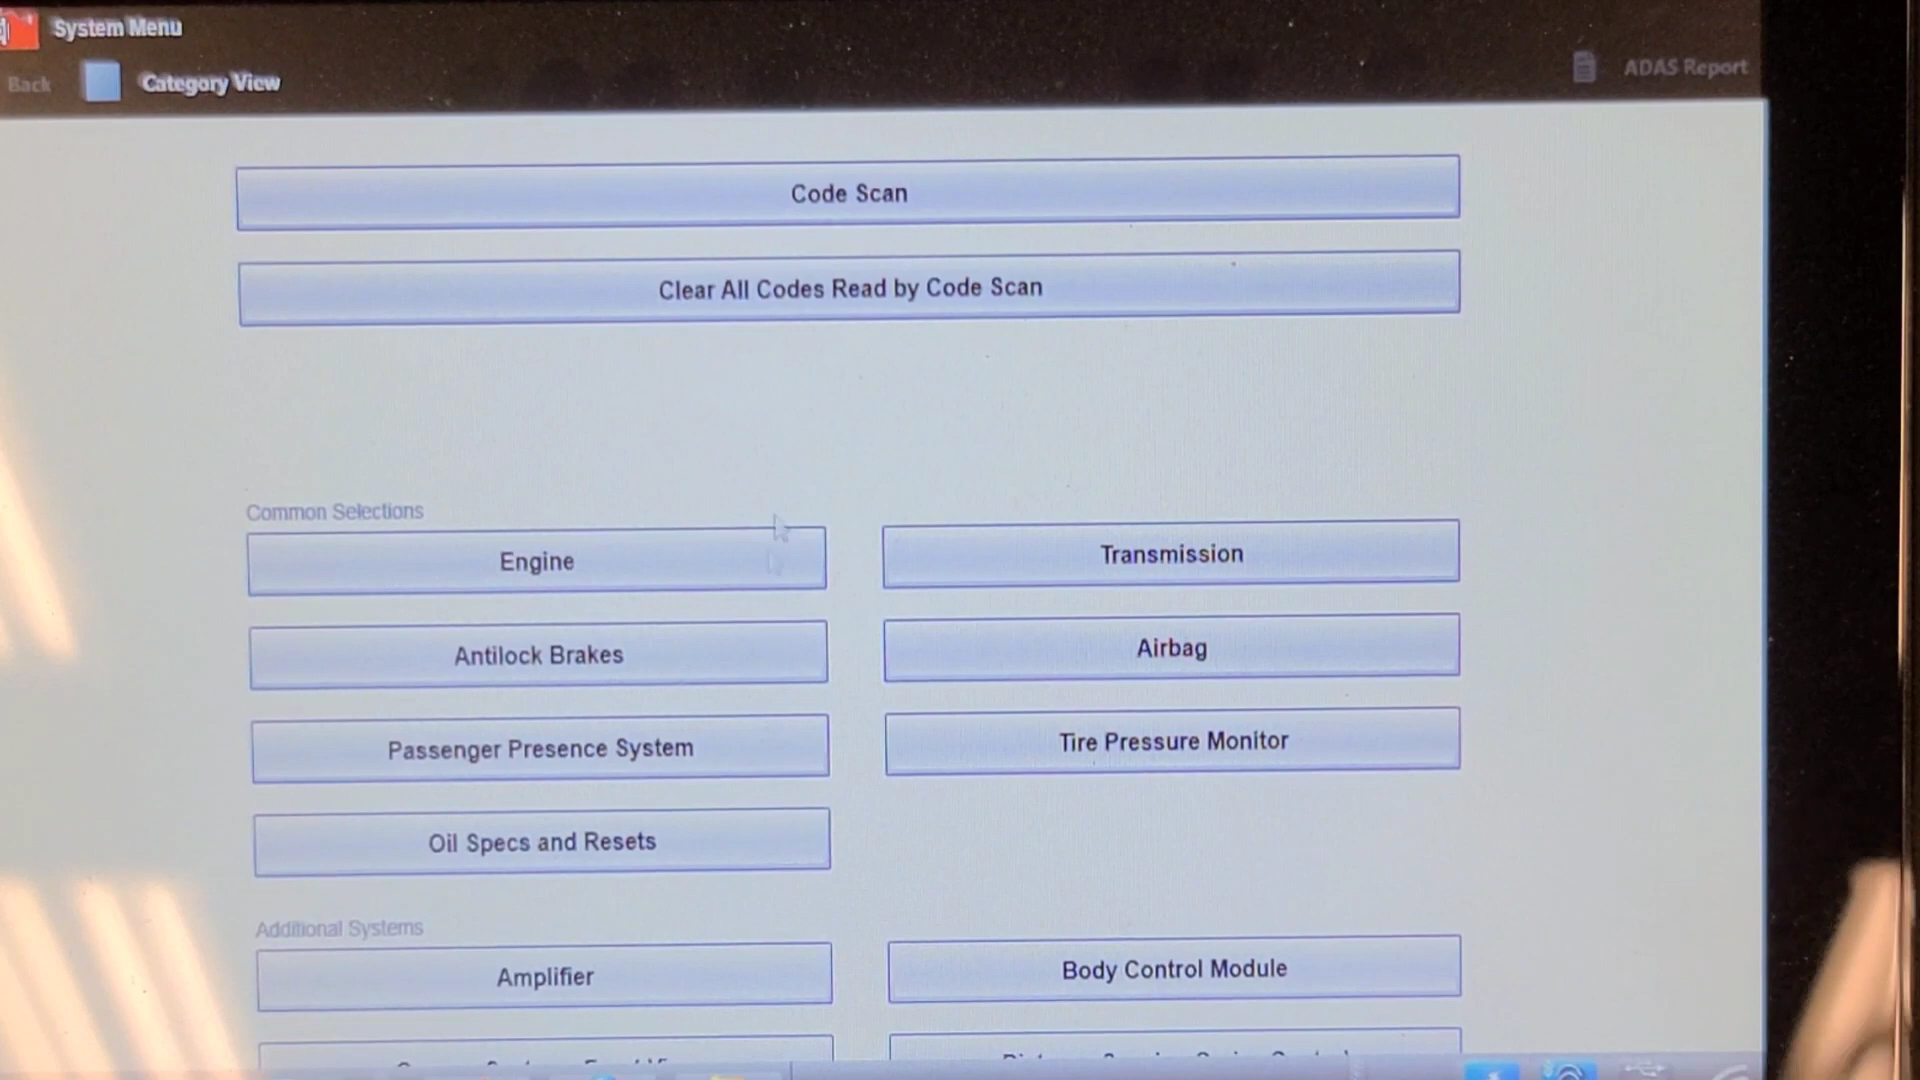 System Menu
Back
Category View
ADAS Report
Code Scan
Clear All Codes Read by Code Scan
Common Selections
Engine
Transmission
Antilock Brakes
Airbag
Passenger Presence System
Tire Pressure Monitor
Oil Specs and Resets
Additional Systems
Amplifier
Body Control Module